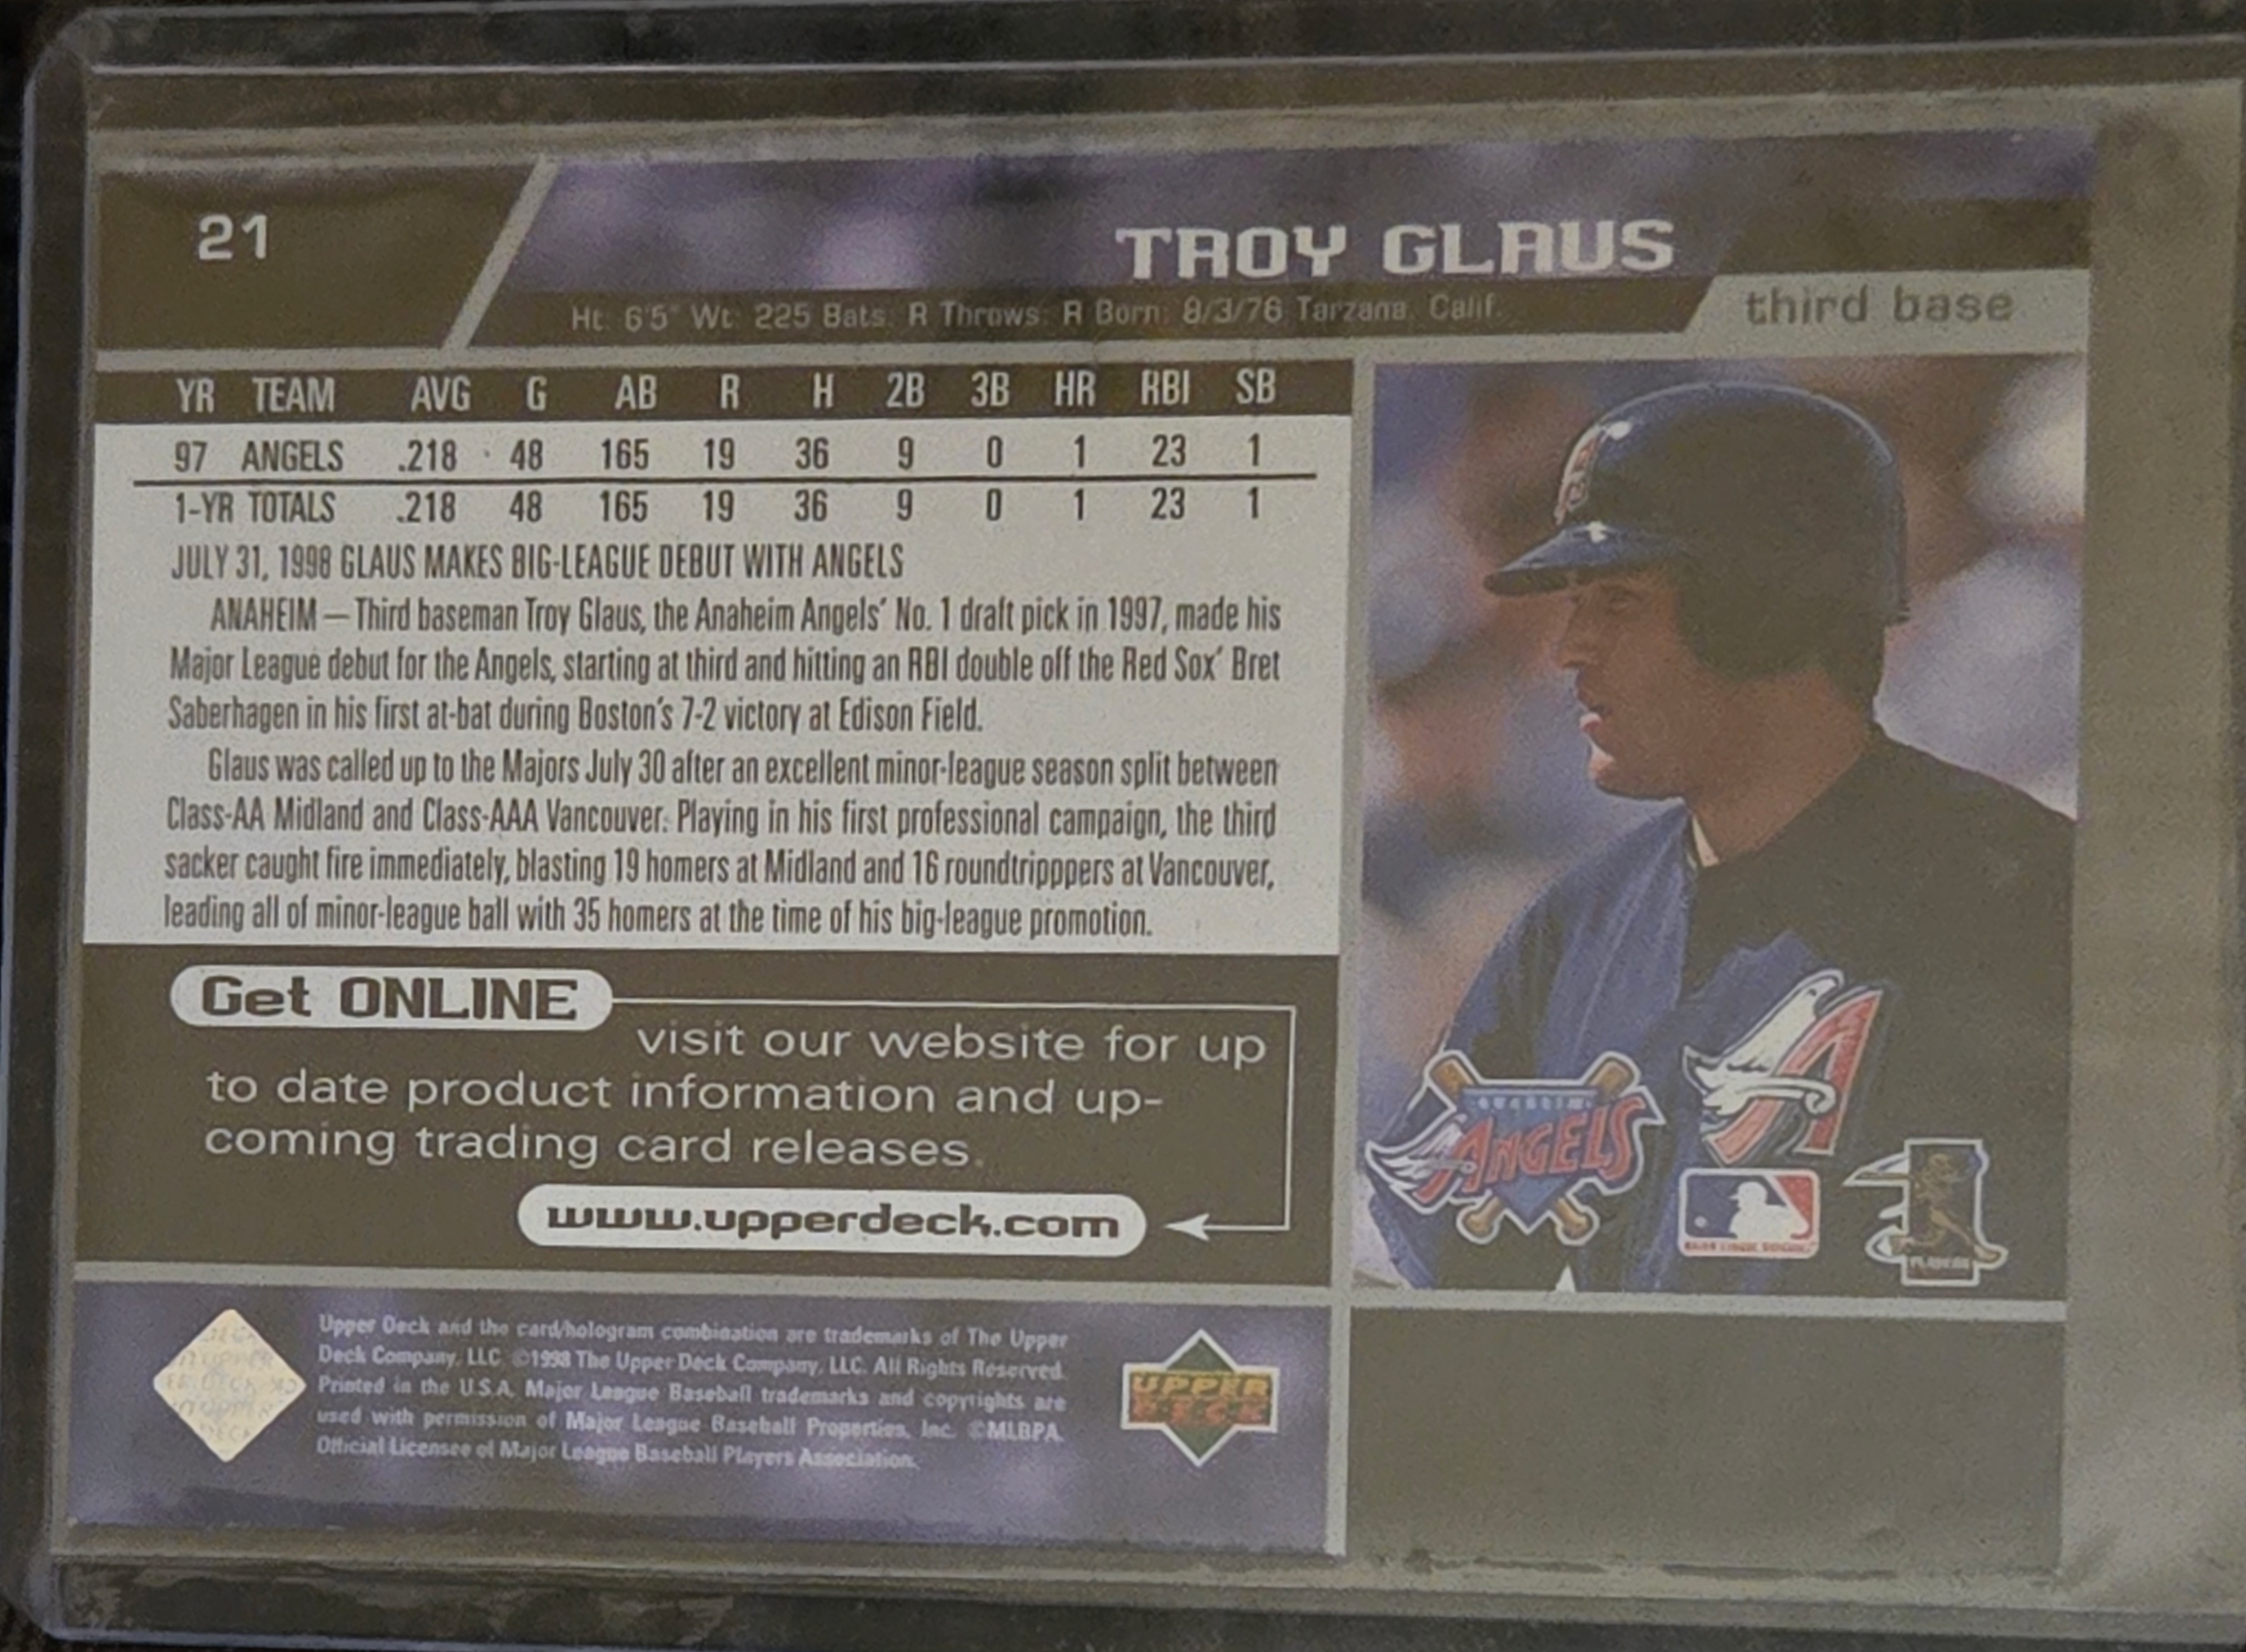 21
TROY GLAUS
Ht: 6'5" Wt: 225 Bats: R Throws: R Born: 8/3/76 Tarzana, Calif.
third base
YR TEAM AVG G AB R H 2B 3B HR RBI SB
97 ANGELS .218 48 165 19 36 9 0 1 23 1
1-YR TOTALS .218 48 165 19 36 9 0 1 23 1
JULY 31, 1998 GLAUS MAKES BIG-LEAGUE DEBUT WITH ANGELS
ANAHEIM — Third baseman Troy Glaus, the Anaheim Angels' No. 1 draft pick in 1997, made his
Major League debut for the Angels, starting at third and hitting an RBI double off the Red Sox' Bret
Saberhagen in his first at-bat during Boston's 7-2 victory at Edison Field.
Glaus was called up to the Majors July 30 after an excellent minor-league season split between
Class-AA Midland and Class-AAA Vancouver. Playing in his first professional campaign, the third
sacker caught fire immediately, blasting 19 homers at Midland and 16 roundtripppers at Vancouver,
leading all of minor-league ball with 35 homers at the time of his big-league promotion.
Get ONLINE
visit our website for up
to date product information and up-
coming trading card releases.
www.upperdeck.com
ANGELS
A
PLAYERS
Upper Deck and the card/hologram combination are trademarks of The Upper
Deck Company, LLC. ©1998 The Upper Deck Company, LLC. All Rights Reserved.
Printed in the U.S.A. Major League Baseball trademarks and copyrights are
used with permission of Major League Baseball Properties, Inc. ©MLBPA
Official Licensee of Major League Baseball Players Association.
UPPER
DECK